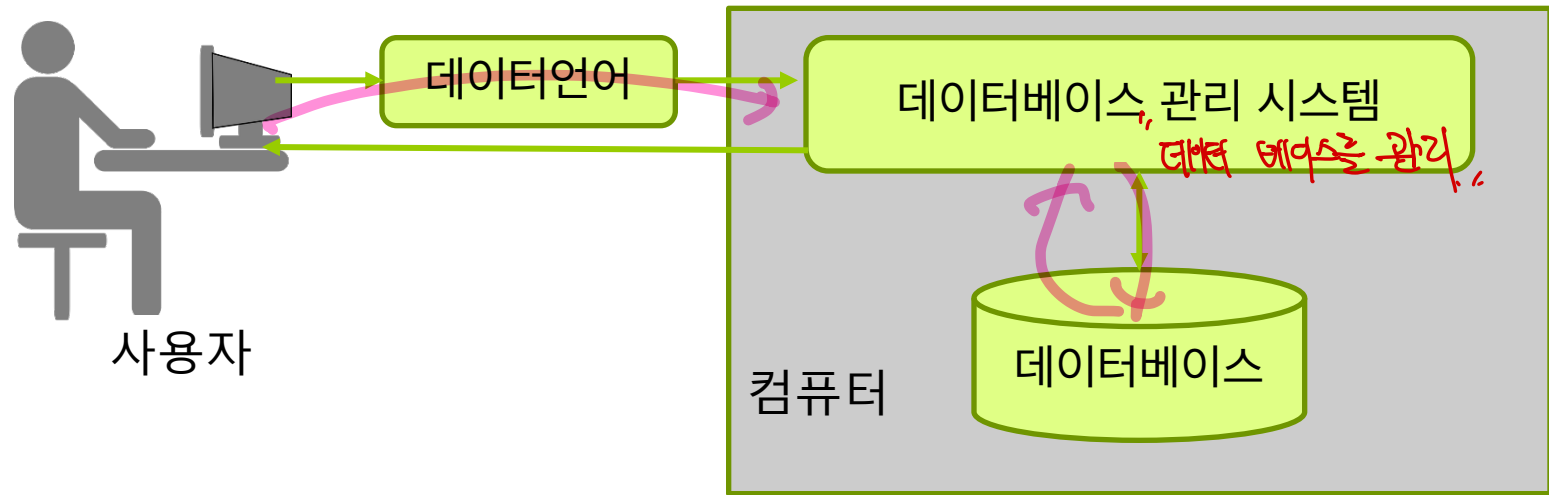 데이터언어
데이터베이스 관리 시스템
"데이터 베이스를 관리"
사용자
데이터베이스
컴퓨터